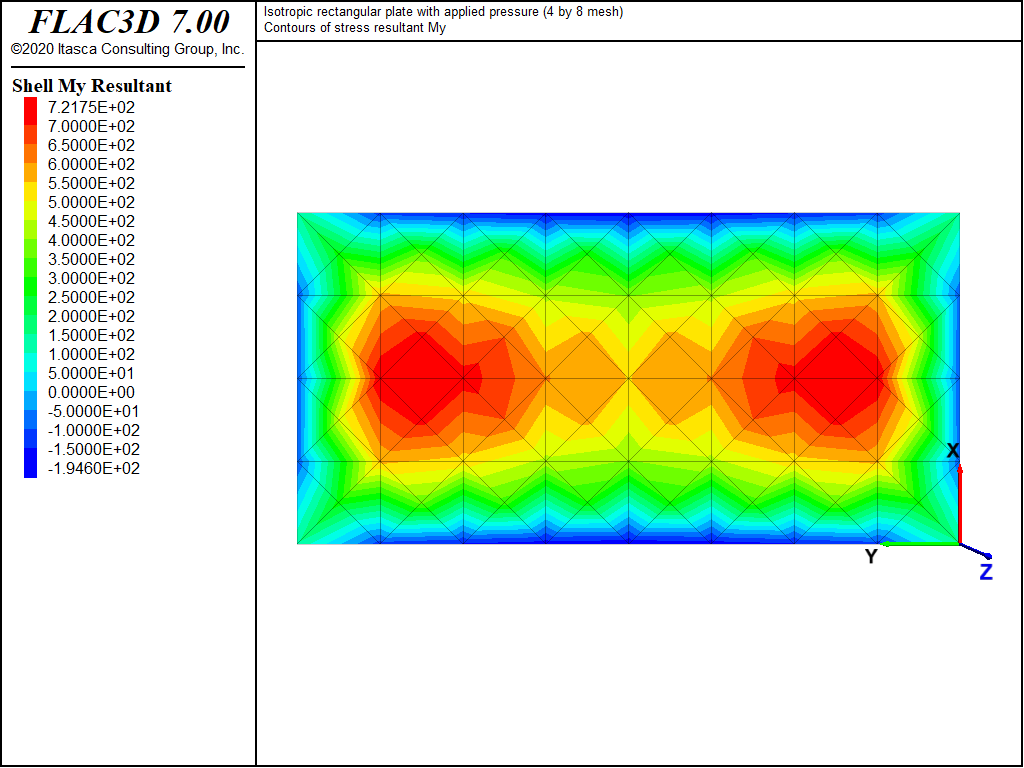 FLAC3D 7.00
©2020 Itasca Consulting Group, Inc.
Shell My Resultant
7.2175E+02
7.0000E+02
6.5000E+02
6.0000E+02
5.5000E+02
5.0000E+02
4.5000E+02
4.0000E+02
3.5000E+02
3.0000E+02
2.5000E+02
2.0000E+02
1.5000E+02
1.0000E+02
5.0000E+01
0.0000E+00
-5.0000E+01
-1.0000E+02
-1.5000E+02
-1.9460E+02
Isotropic rectangular plate with applied pressure (4 by 8 mesh)
Contours of stress resultant My
X
Y
Z